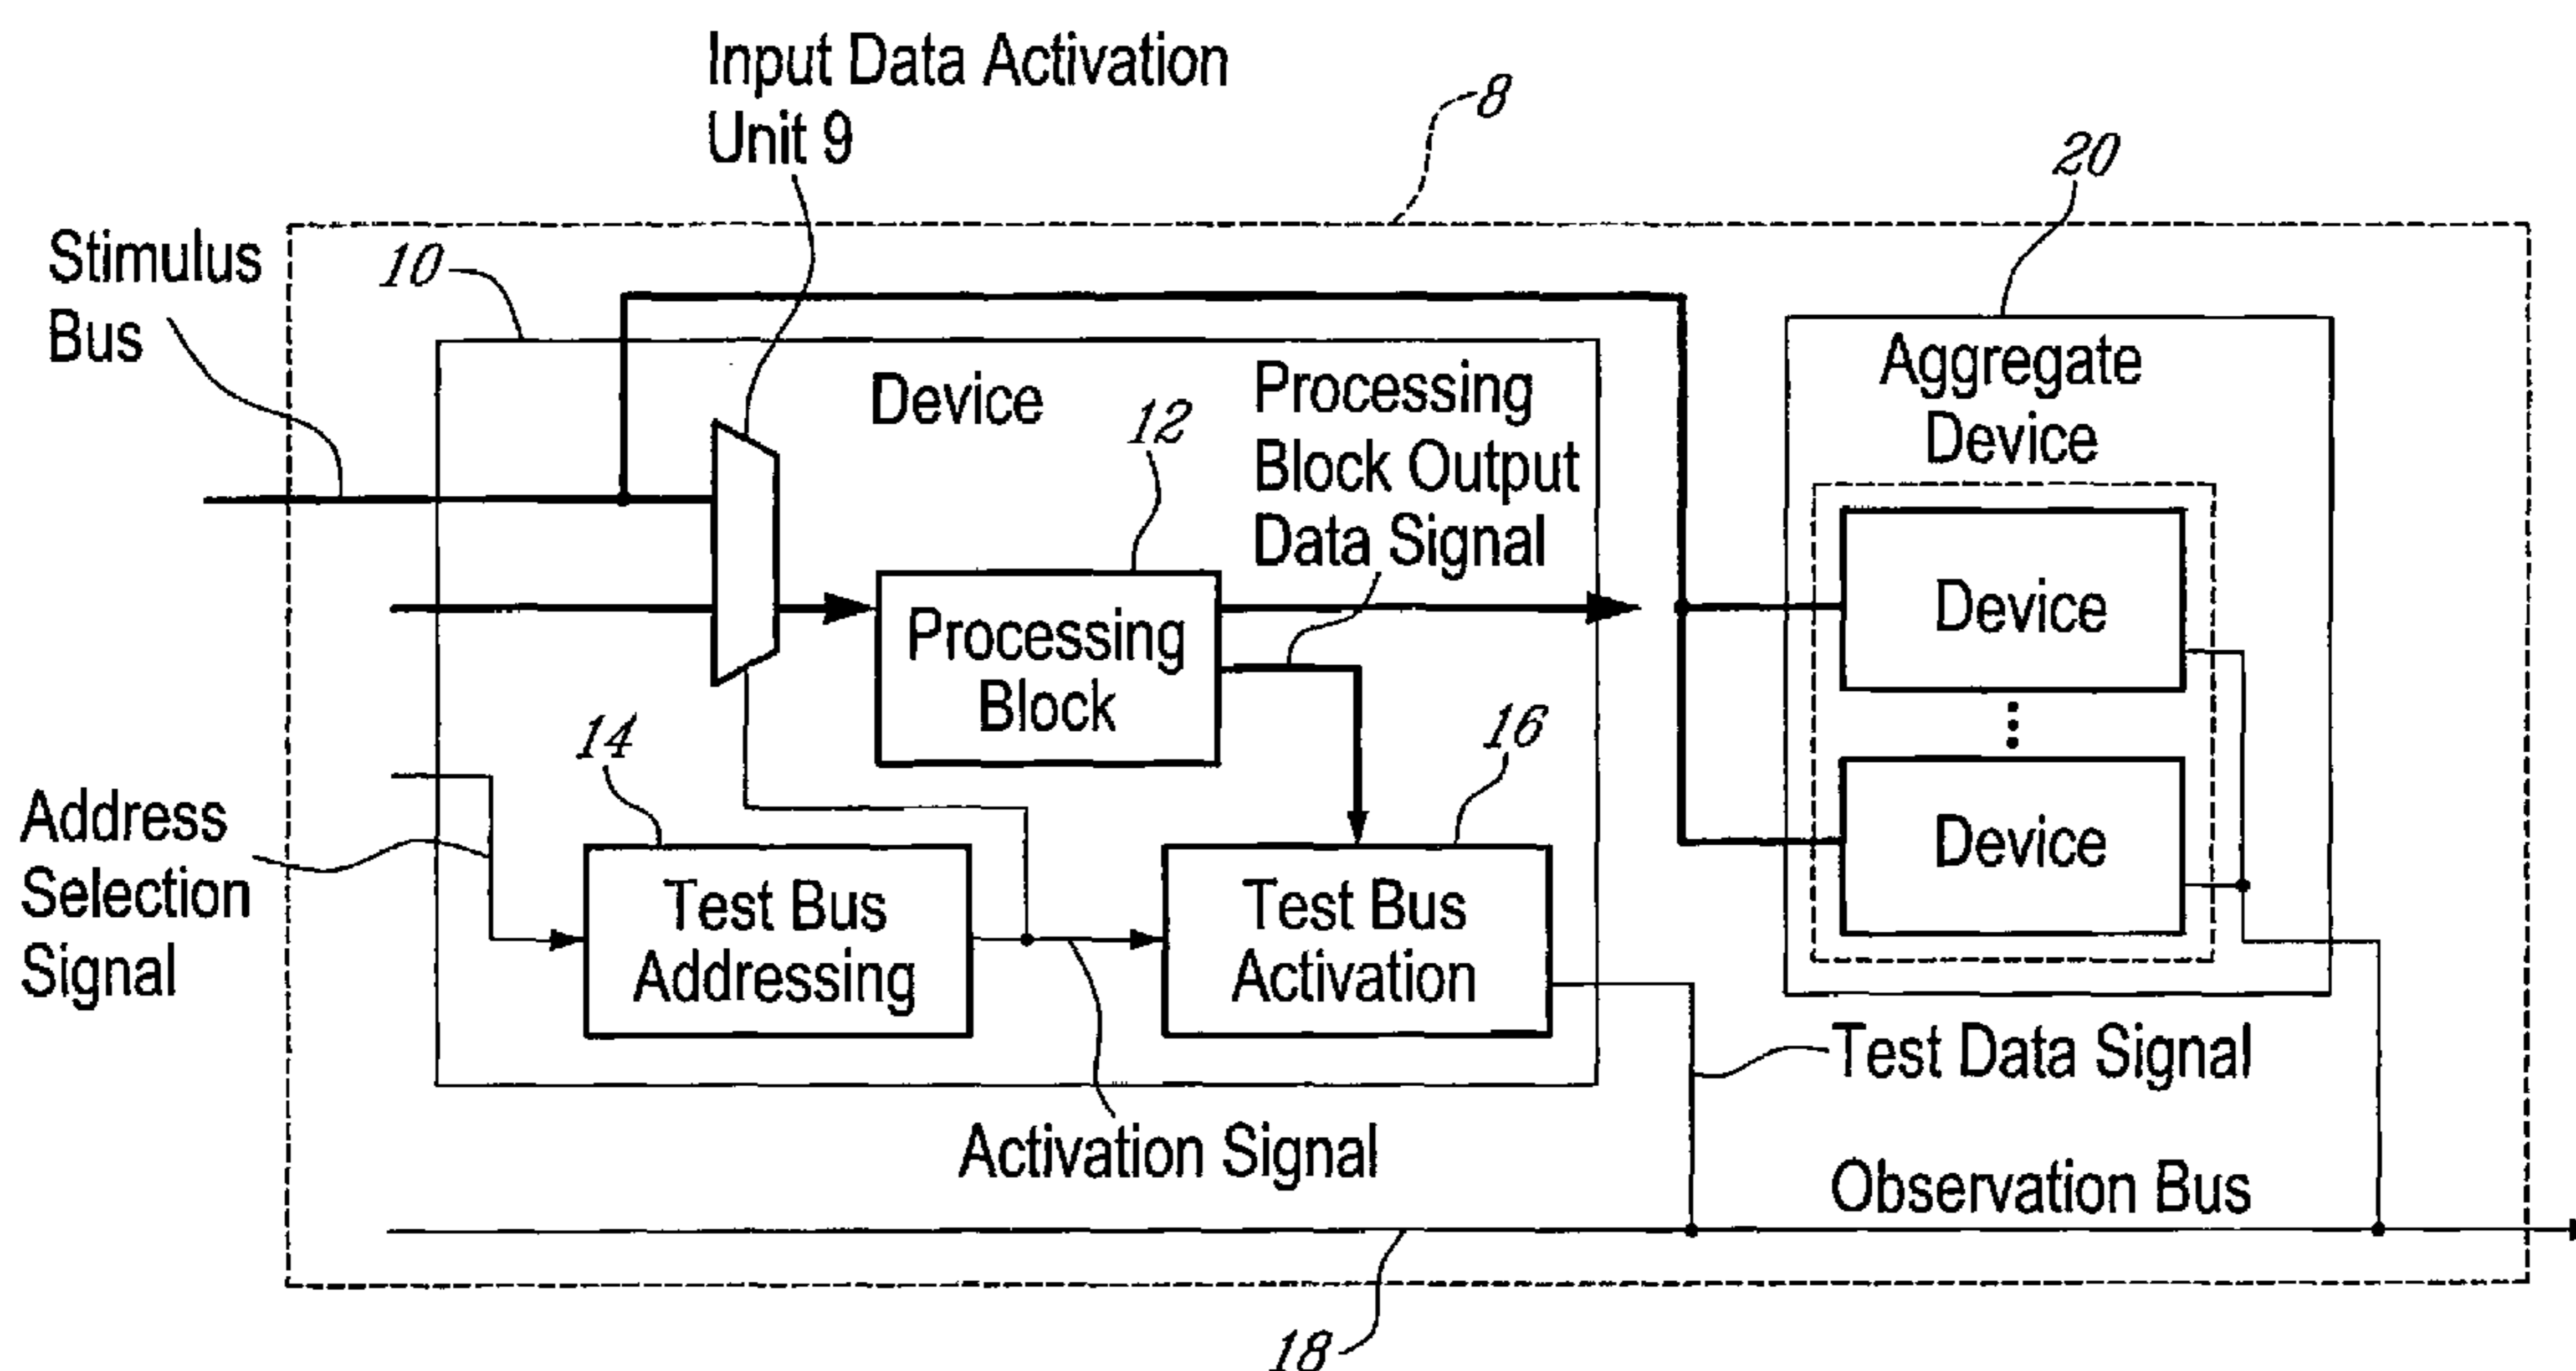 Input Data Activation
Unit 9
8
20
Stimulus
Bus
10
Device
12
Processing
Block Output
Data Signal
Aggregate
Device
Processing
Block
Device
Device
14
16
Address
Selection
Signal
Test Bus
Addressing
Test Bus
Activation
Test Data Signal
Activation Signal
Observation Bus
18